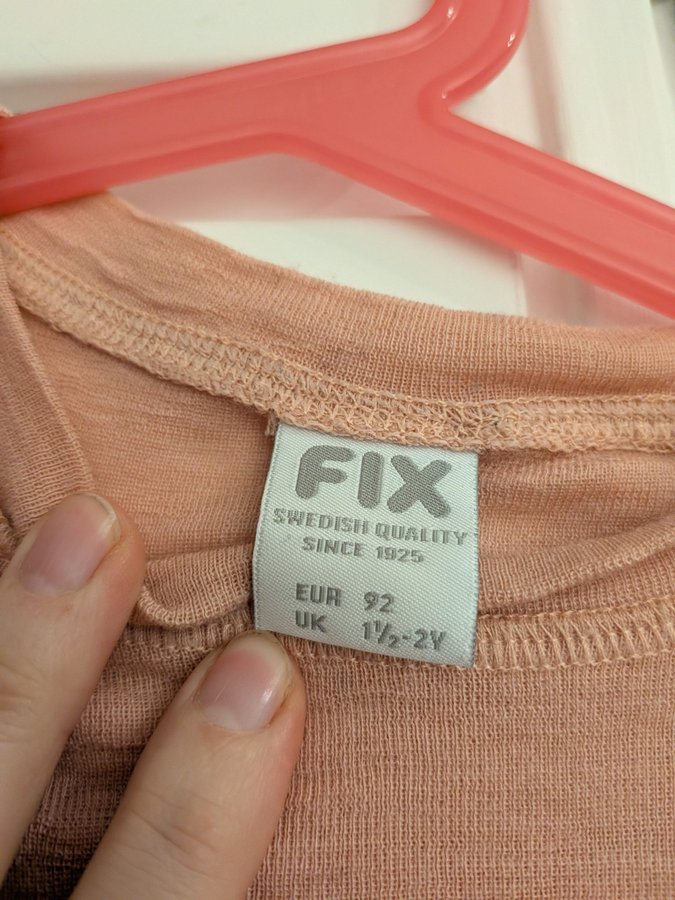 FIX
SWEDISH QUALITY
SINCE 1925
EUR 92
UK 1½-2Y